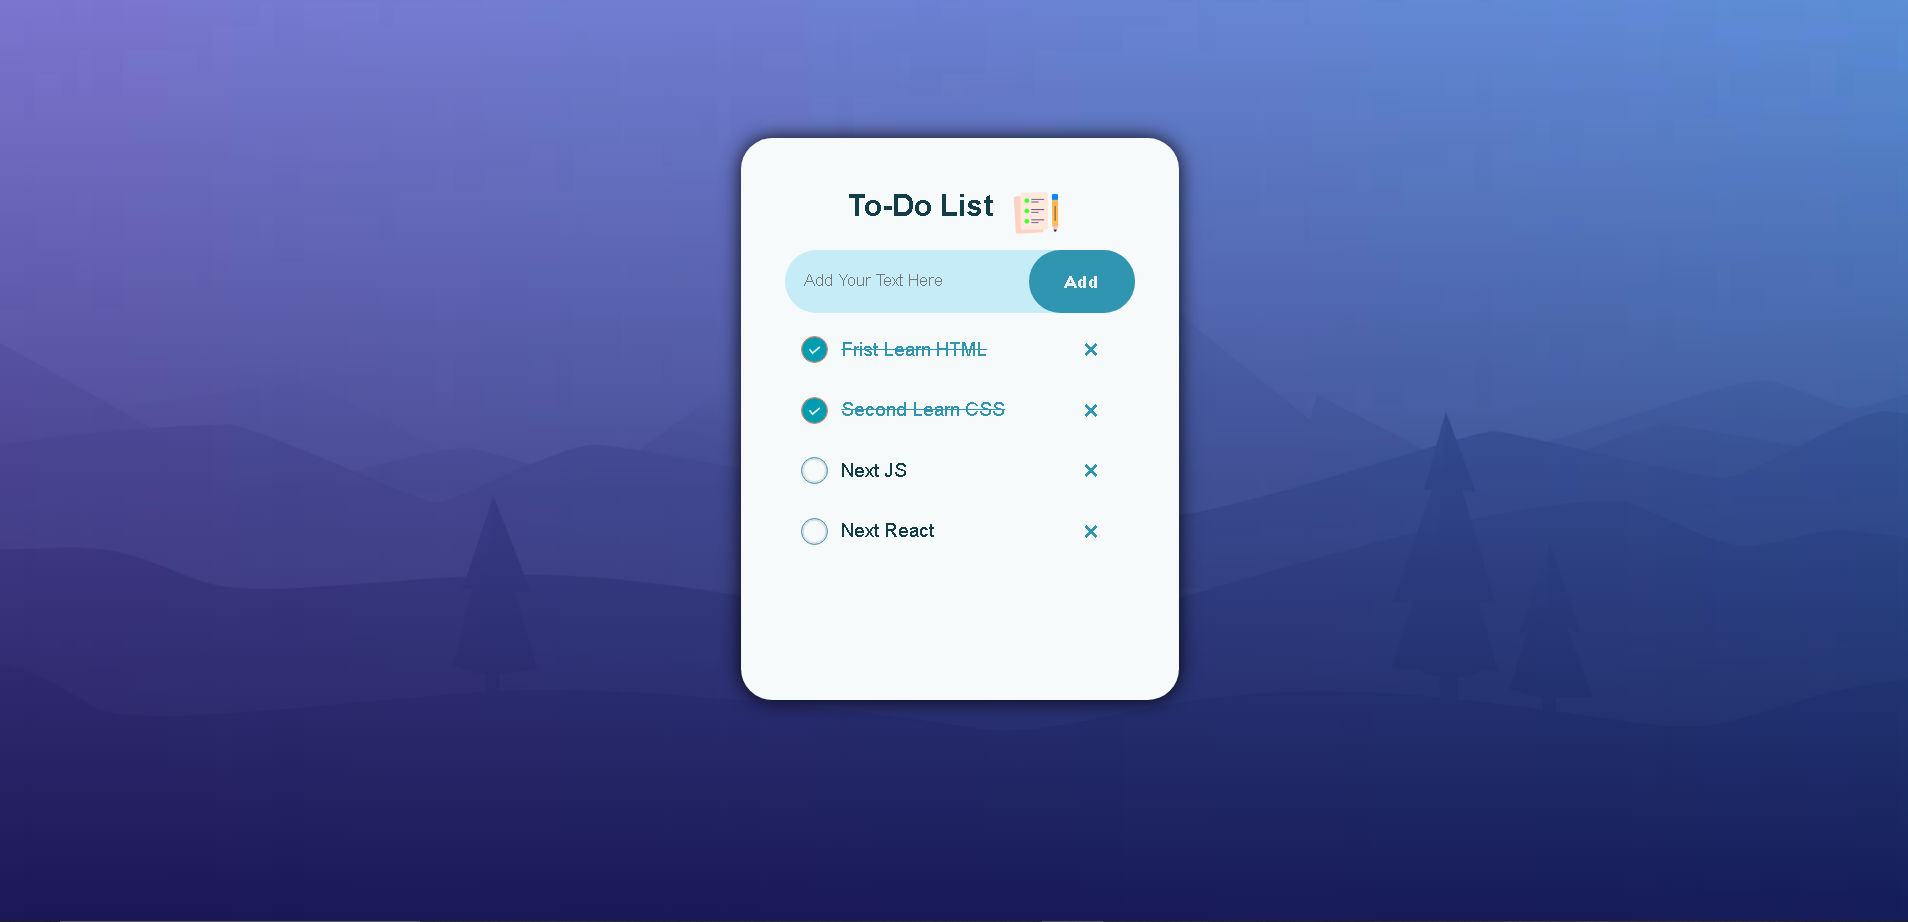 To-Do List
Add Your Text Here
Add
Frist Learn HTML
Second Learn CSS
Next JS
Next React